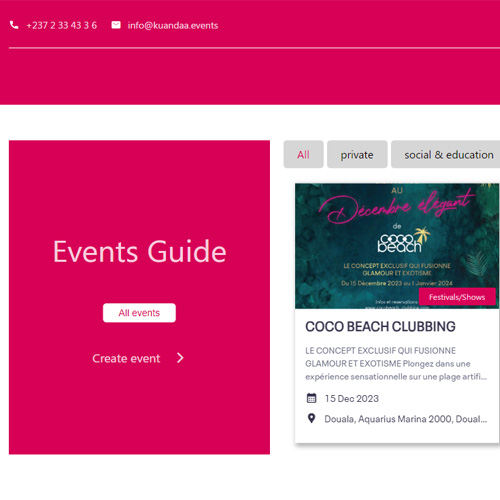 +237 2 33 43 3 6
info@kuandaa.events
Events Guide
All events
Create event
All
private
social & education
AU
Décembre élégant
de
COCO
beach
LE CONCEPT EXCLUSIF QUI FUSIONNE
GLAMOUR ET EXOTISME
Du 15 Décembre 2023 au 1 Janvier 2024
Infos et reservations
Festivals/Shows
COCO BEACH CLUBBING
LE CONCEPT EXCLUSIF QUI FUSIONNE
GLAMOUR ET EXOTISME Plongez dans une
expérience sensationnelle sur une plage artifi...
15 Dec 2023
Douala, Aquarius Marina 2000, Doual...